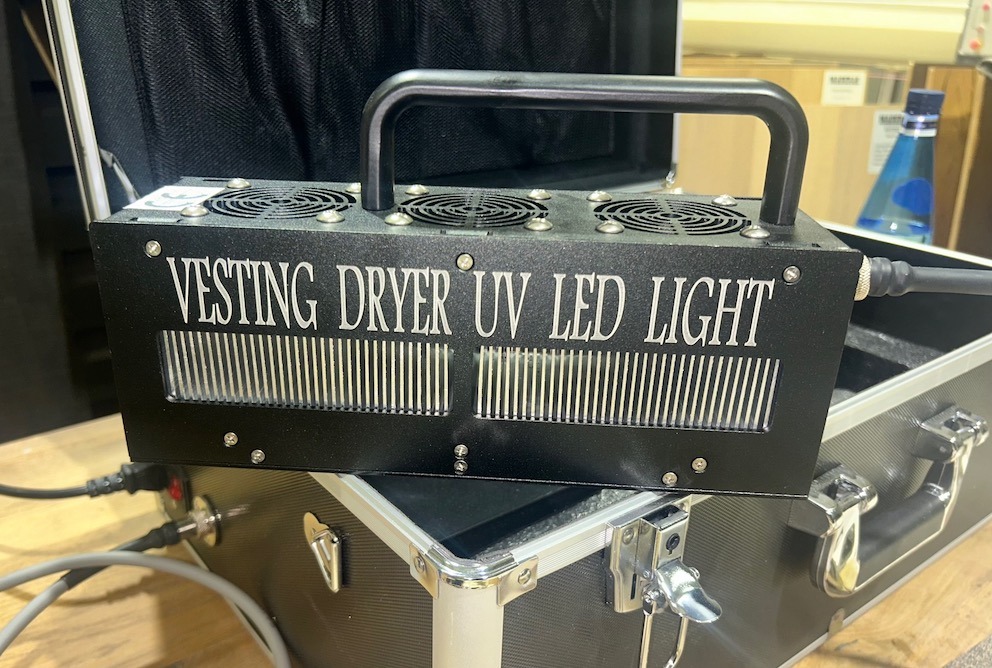 VESTING DRYER UV LED LIGHT